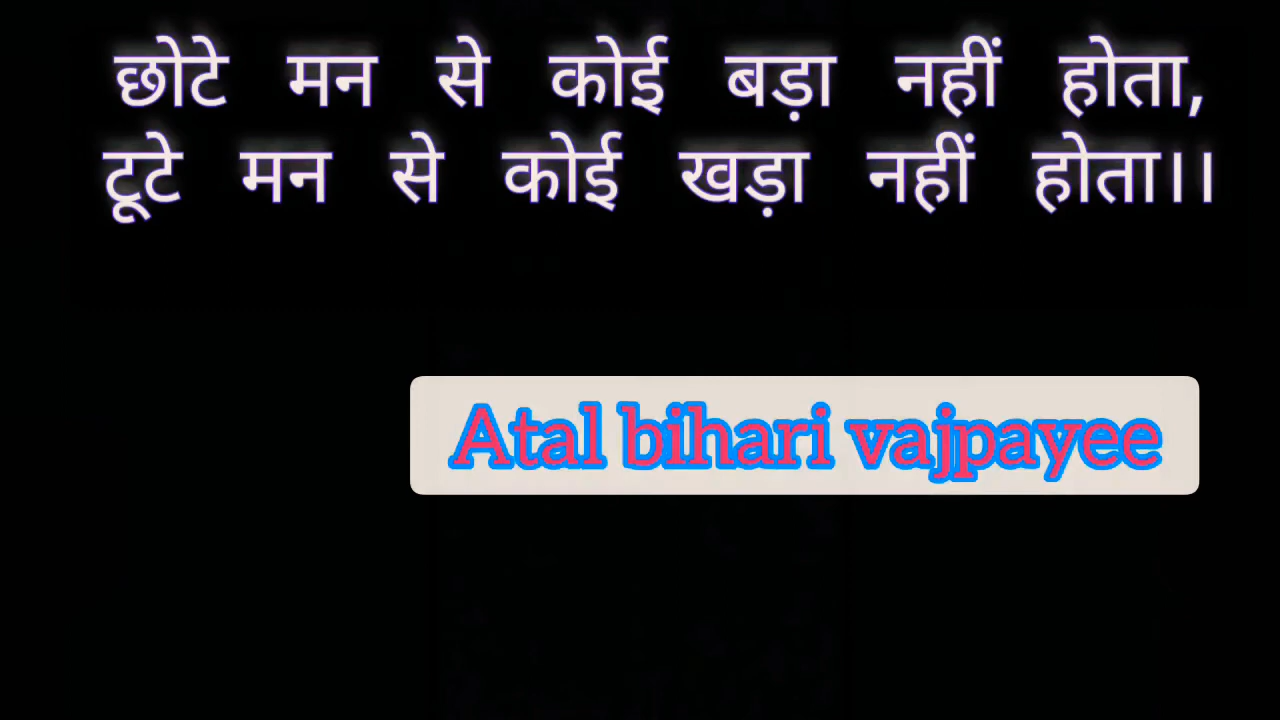 छोटे मन से कोई बड़ा नहीं होता,
टूटे मन से कोई खड़ा नहीं होता।।
Atal bihari vajpayee